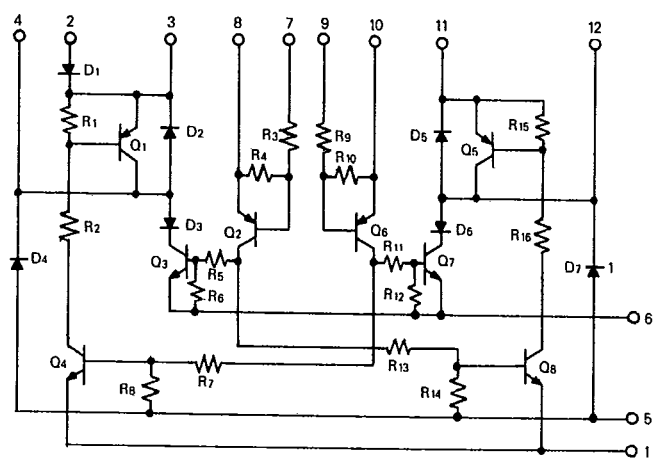 4 2 3 8 7 9 10 11 12
D1
R1 Q1 D2 R3 R9 D5 Q5 R15
R4 R10
R2 D3 Q2 Q6 D6 R16
D4 Q3 R5 R11 Q7 D7 1
R6 R12
6
Q4 R13 Q8
R8 R7 R14
5
1